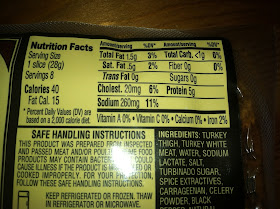 Nutrition Facts
Serving Size
1 slice (28g)
Servings 8
Calories 40
Fat Cal. 15
* Percent Daily Values (DV) are
based on a 2,000 calorie diet.
Amount/serving %DV*
Total Fat 1.5g 3%
Sat. Fat .5g 2%
Trans Fat 0g
Cholest. 20mg 6%
Sodium 260mg 11%
Amount/serving %DV*
Total Carb. <1g 0%
Fiber 0g 0%
Sugars 0g
Protein 5g
Vitamin A 0% • Vitamin C 0% • Calcium 0% • Iron 2%
SAFE HANDLING INSTRUCTIONS
THIS PRODUCT WAS PREPARED FROM INSPECTED
AND PASSED MEAT AND/OR POULTRY. SOME FOOD
PRODUCTS MAY CONTAIN BACTERIA
COULD CAUSE ILLNESS IF THE PRODUCT IS
COOKED IMPROPERLY. FOR YOUR PROTECTION,
FOLLOW THESE SAFE HANDLING INSTRUCTIONS.
KEEP REFRIGERATED OR FROZEN. THAW
IN REFRIGERATOR OR MICROWAVE.
INGREDIENTS: TURKEY
THIGH, TURKEY WHITE
MEAT, WATER, SODIUM
LACTATE, SALT,
TURBINADO SUGAR,
SPICE EXTRACTIVES,
CARRAGEENAN, CELERY
POWDER, BLACK
PEPPER, NATURAL